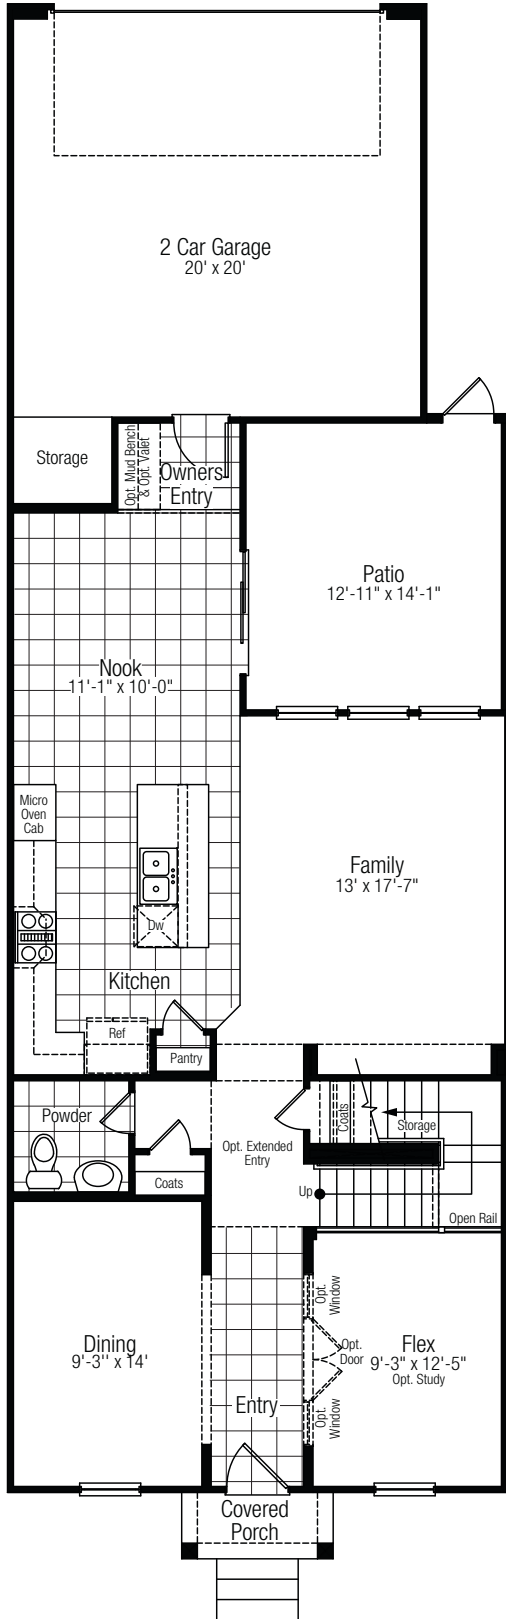 2 Car Garage
20' x 20'
Storage
Opt. Mud Bench
& Opt. Valet
Owners
Entry
Patio
12'-11" x 14'-1"
Nook
11'-1" x 10'-0"
Micro
Oven
Cab
Family
13' x 17'-7"
Dw
Kitchen
Ref
Pantry
Powder
Coats
Storage
Opt. Extended
Entry
Coats
Up
Open Rail
Opt.
Window
Dining
9'-3" x 14'
Opt.
Door
Flex
9'-3" x 12'-5"
Opt. Study
Entry
Opt.
Window
Covered
Porch